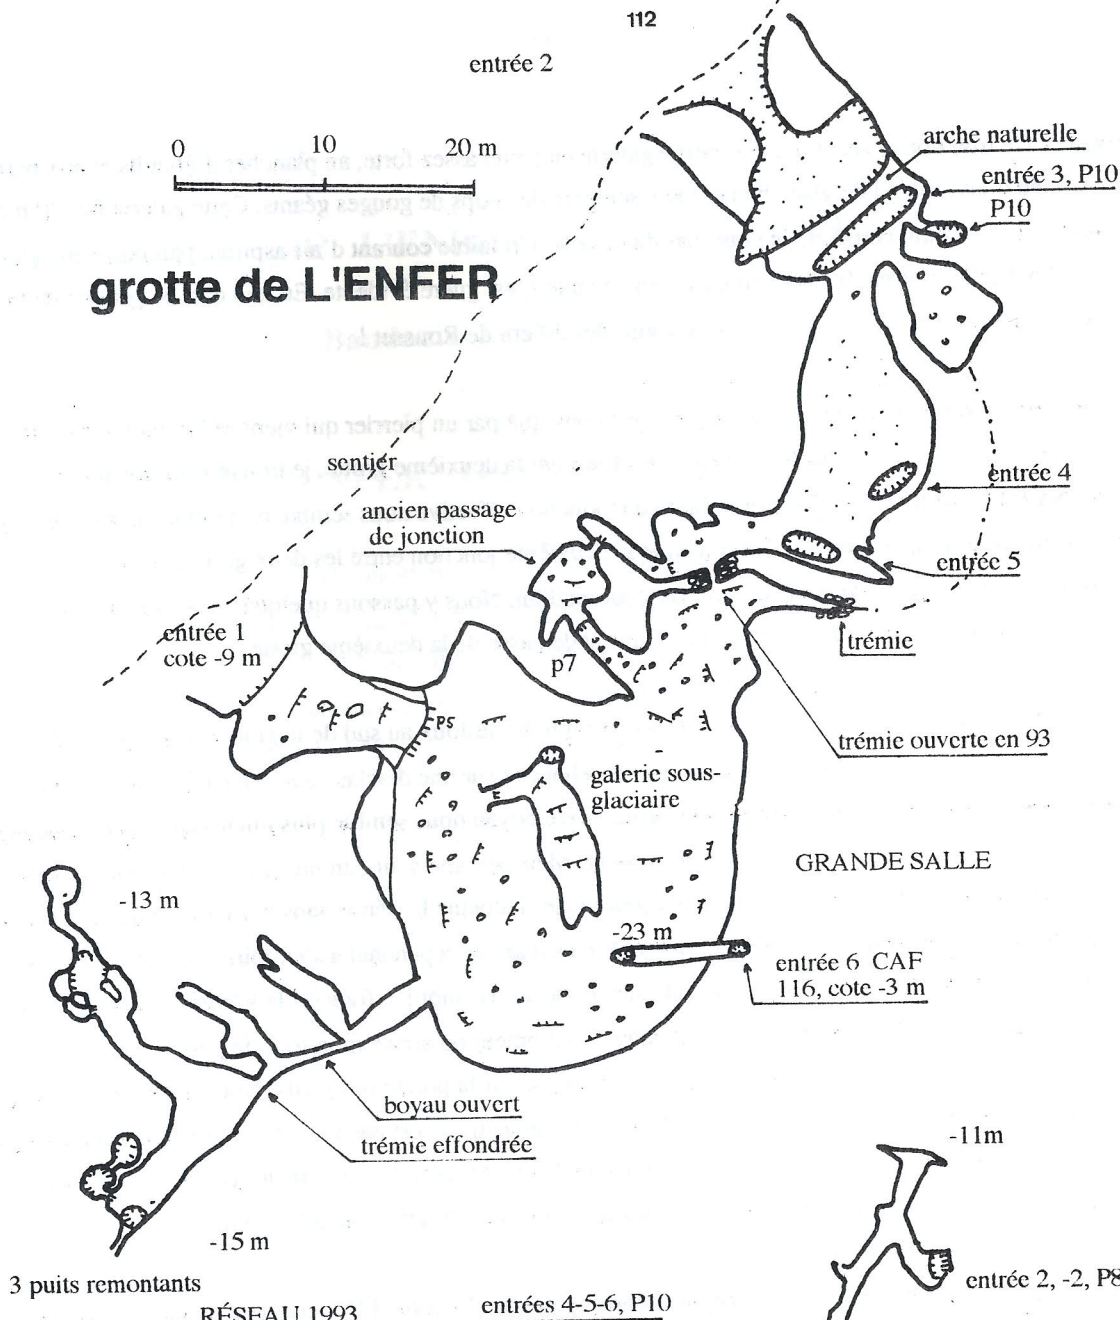 112
entrée 2
0 10 20 m
arche naturelle
entrée 3, P10
P10
grotte de L'ENFER
sentier
entrée 4
ancien passage
de jonction
entrée 5
trémie
entrée 1
cote -9 m
p7
P5
trémie ouverte en 93
galerie sous-
glaciaire
GRANDE SALLE
-13 m
-23 m
entrée 6 CAF
116, cote -3 m
boyau ouvert
trémie effondrée
-11m
-15 m
3 puits remontants
entrée 2, -2, P8
RÉSEAU 1993
entrées 4-5-6, P10